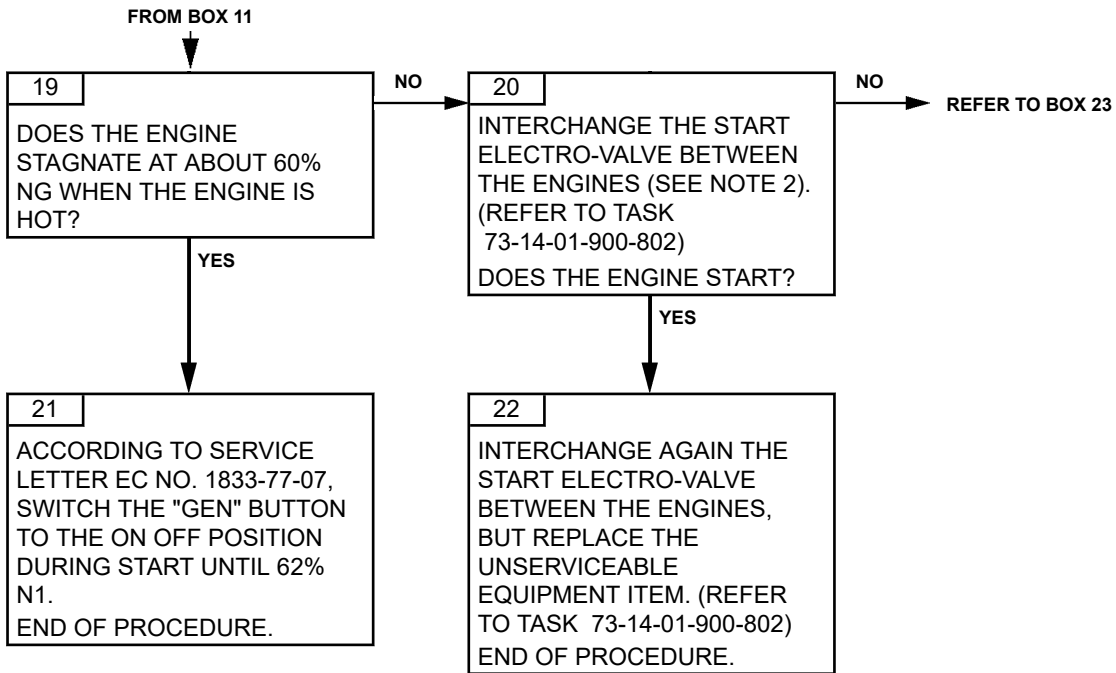 FROM BOX 11
19
DOES THE ENGINE
STAGNATE AT ABOUT 60%
NG WHEN THE ENGINE IS
HOT?
NO
20
INTERCHANGE THE START
ELECTRO-VALVE BETWEEN
THE ENGINES (SEE NOTE 2).
(REFER TO TASK
73-14-01-900-802)
DOES THE ENGINE START?
NO
REFER TO BOX 23
YES
YES
21
ACCORDING TO SERVICE
LETTER EC NO. 1833-77-07,
SWITCH THE "GEN" BUTTON
TO THE ON OFF POSITION
DURING START UNTIL 62%
N1.
END OF PROCEDURE.
22
INTERCHANGE AGAIN THE
START ELECTRO-VALVE
BETWEEN THE ENGINES,
BUT REPLACE THE
UNSERVICEABLE
EQUIPMENT ITEM. (REFER
TO TASK 73-14-01-900-802)
END OF PROCEDURE.